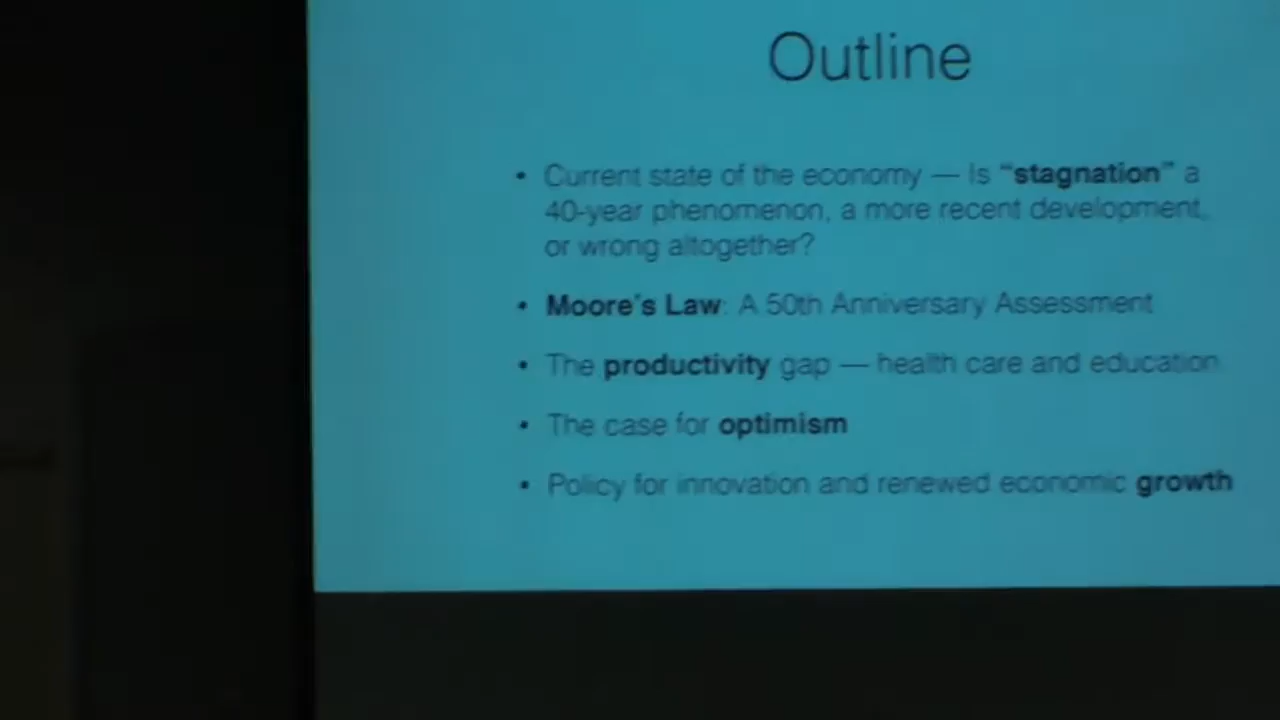 Outline
• Current state of the economy — Is “stagnation” a
40-year phenomenon, a more recent development,
or wrong altogether?
• Moore’s Law: A 50th Anniversary Assessment
• The productivity gap — health care and education
• The case for optimism
• Policy for innovation and renewed economic growth